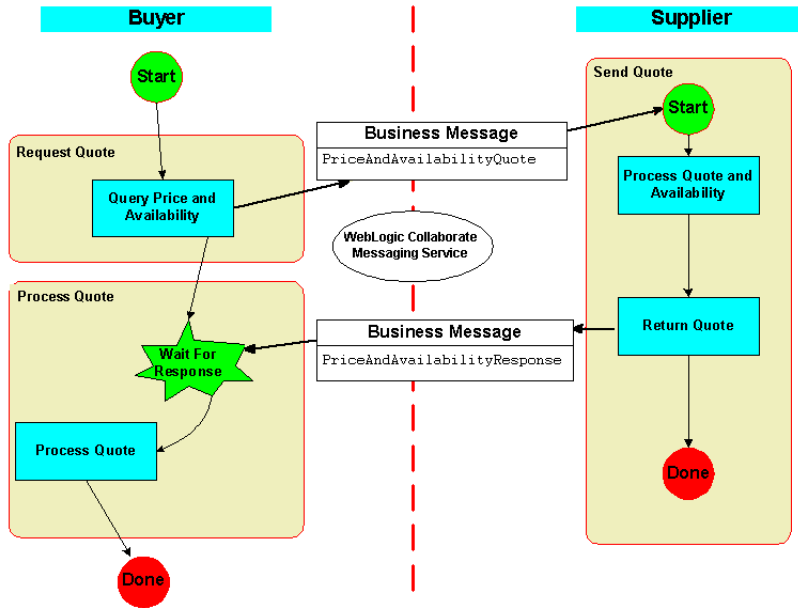 Buyer
Supplier
Start
Send Quote
Start
Business Message
PriceAndAvailabilityQuote
Request Quote
Query Price and
Availability
Process Quote and
Availability
WebLogic Collaborate
Messaging Service
Process Quote
Wait For
Response
Business Message
PriceAndAvailabilityResponse
Return Quote
Process Quote
Done
Done